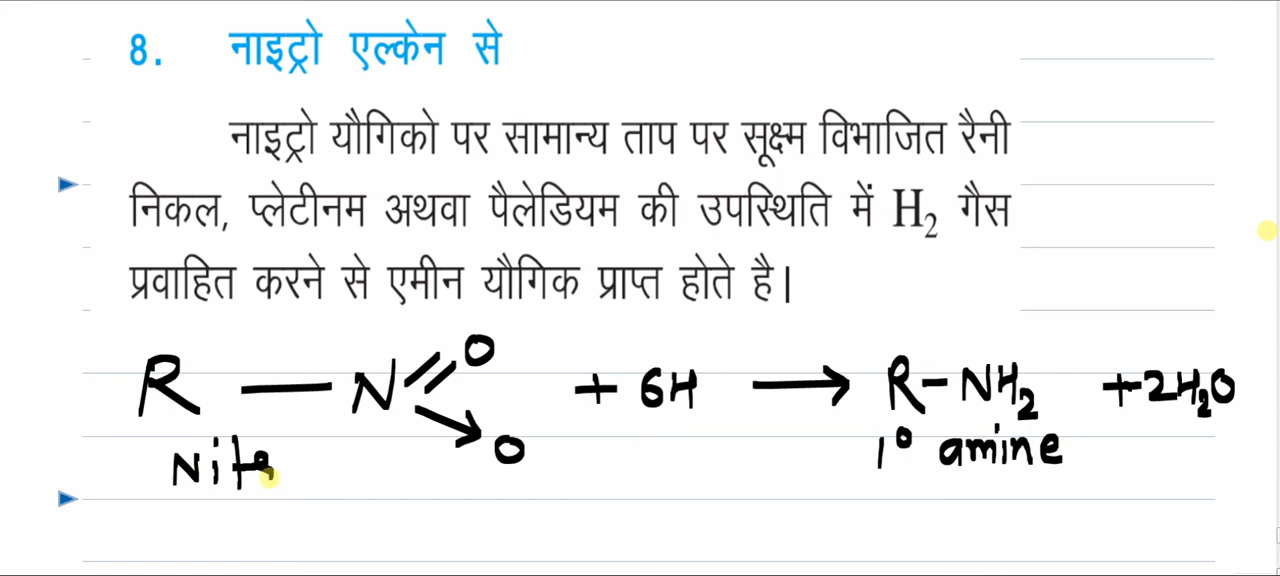 8. नाइट्रो एल्केन से
नाइट्रो यौगिको पर सामान्य ताप पर सूक्ष्म विभाजित रैनी
निकल, प्लेटीनम अथवा पैलेडियम की उपस्थिति में H₂ गैस
प्रवाहित करने से एमीन यौगिक प्राप्त होते है।
R — N =O →O + 6H → R – NH₂ + 2H₂O
1° amine